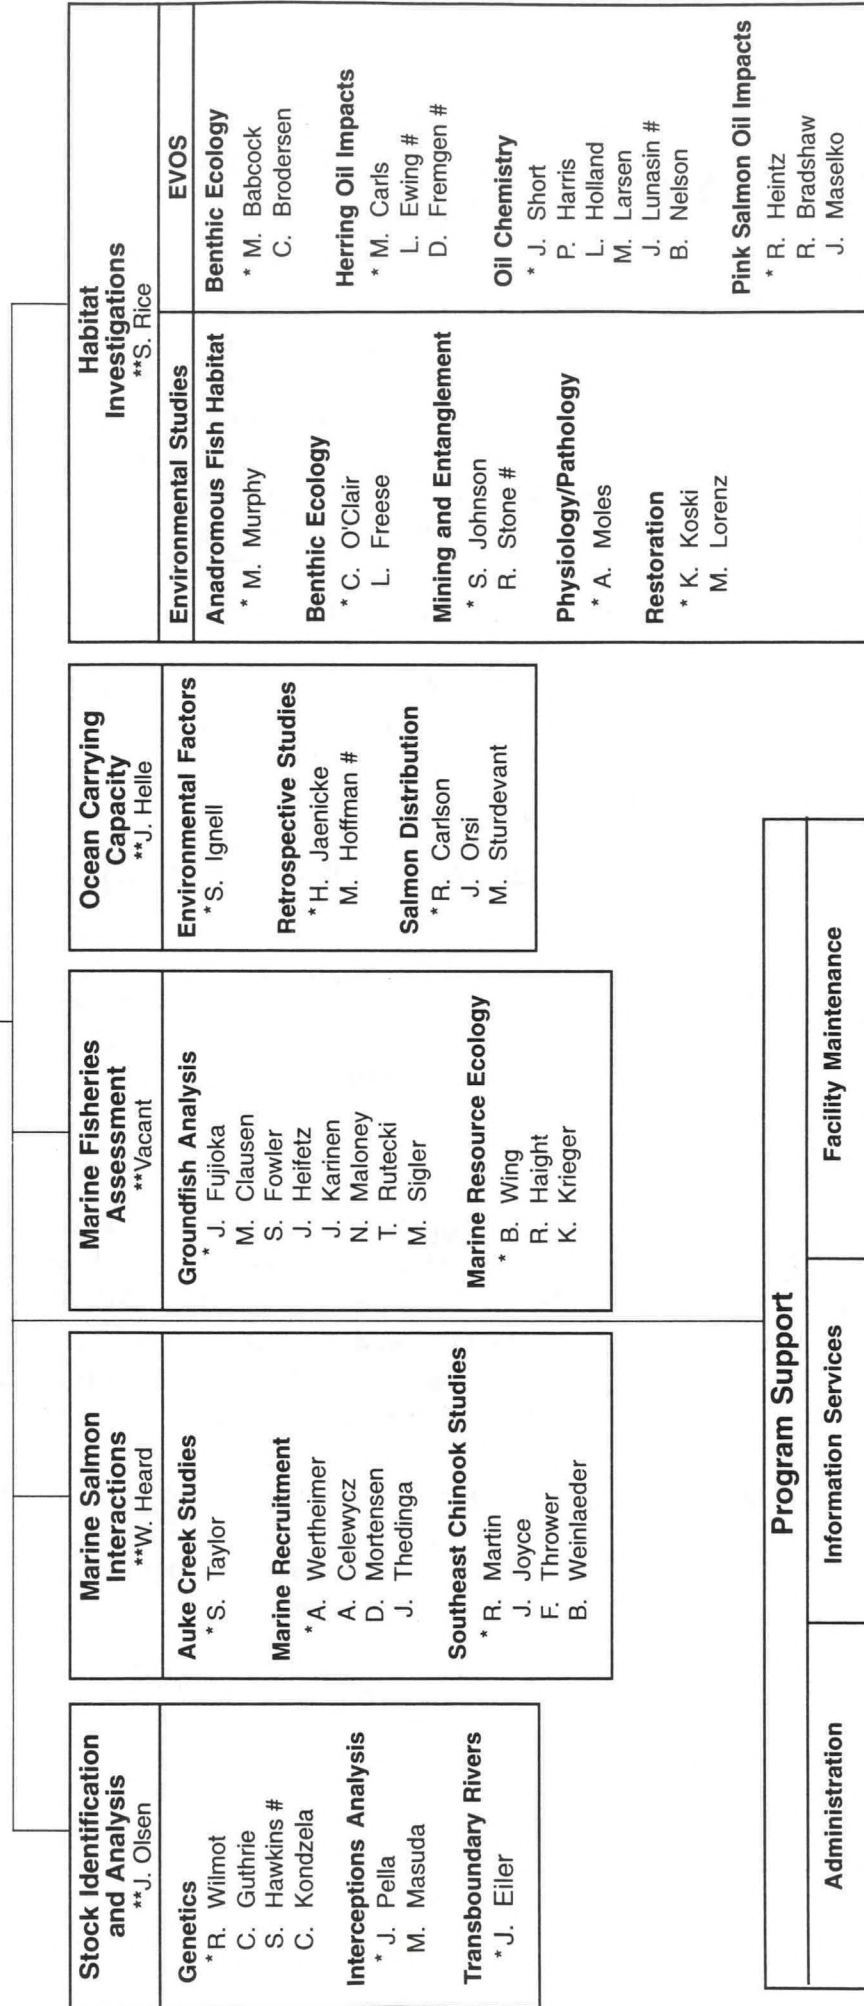 Stock Identification
and Analysis
**J. Olsen
Genetics
* R. Wilmot
C. Guthrie
S. Hawkins #
C. Kondzela
Interceptions Analysis
* J. Pella
M. Masuda
Transboundary Rivers
* J. Eiler
Marine Salmon
Interactions
**W. Heard
Auke Creek Studies
* S. Taylor
Marine Recruitment
* A. Wertheimer
A. Celewycz
D. Mortensen
J. Thedinga
Southeast Chinook Studies
* R. Martin
J. Joyce
F. Thrower
B. Weinlaeder
Marine Fisheries
Assessment
**Vacant
Groundfish Analysis
* J. Fujioka
M. Clausen
S. Fowler
J. Heifetz
J. Karinen
N. Maloney
T. Rutecki
M. Sigler
Marine Resource Ecology
* B. Wing
R. Haight
K. Krieger
Ocean Carrying
Capacity
**J. Helle
Environmental Factors
* S. Ignell
Retrospective Studies
* H. Jaenicke
M. Hoffman #
Salmon Distribution
* R. Carlson
J. Orsi
M. Sturdevant
Habitat
Investigations
**S. Rice
Environmental Studies
Anadromous Fish Habitat
* M. Murphy
Benthic Ecology
* C. O'Clair
L. Freese
Mining and Entanglement
* S. Johnson
R. Stone #
Physiology/Pathology
* A. Moles
Restoration
* K. Koski
M. Lorenz
EVOS
Benthic Ecology
* M. Babcock
C. Brodersen
Herring Oil Impacts
* M. Carls
L. Ewing #
D. Fremgen #
Oil Chemistry
* J. Short
P. Harris
L. Holland
M. Larsen
J. Lunasin #
B. Nelson
Pink Salmon Oil Impacts
* R. Heintz
R. Bradshaw
J. Maselko
Program Support
Administration
Information Services
Facility Maintenance